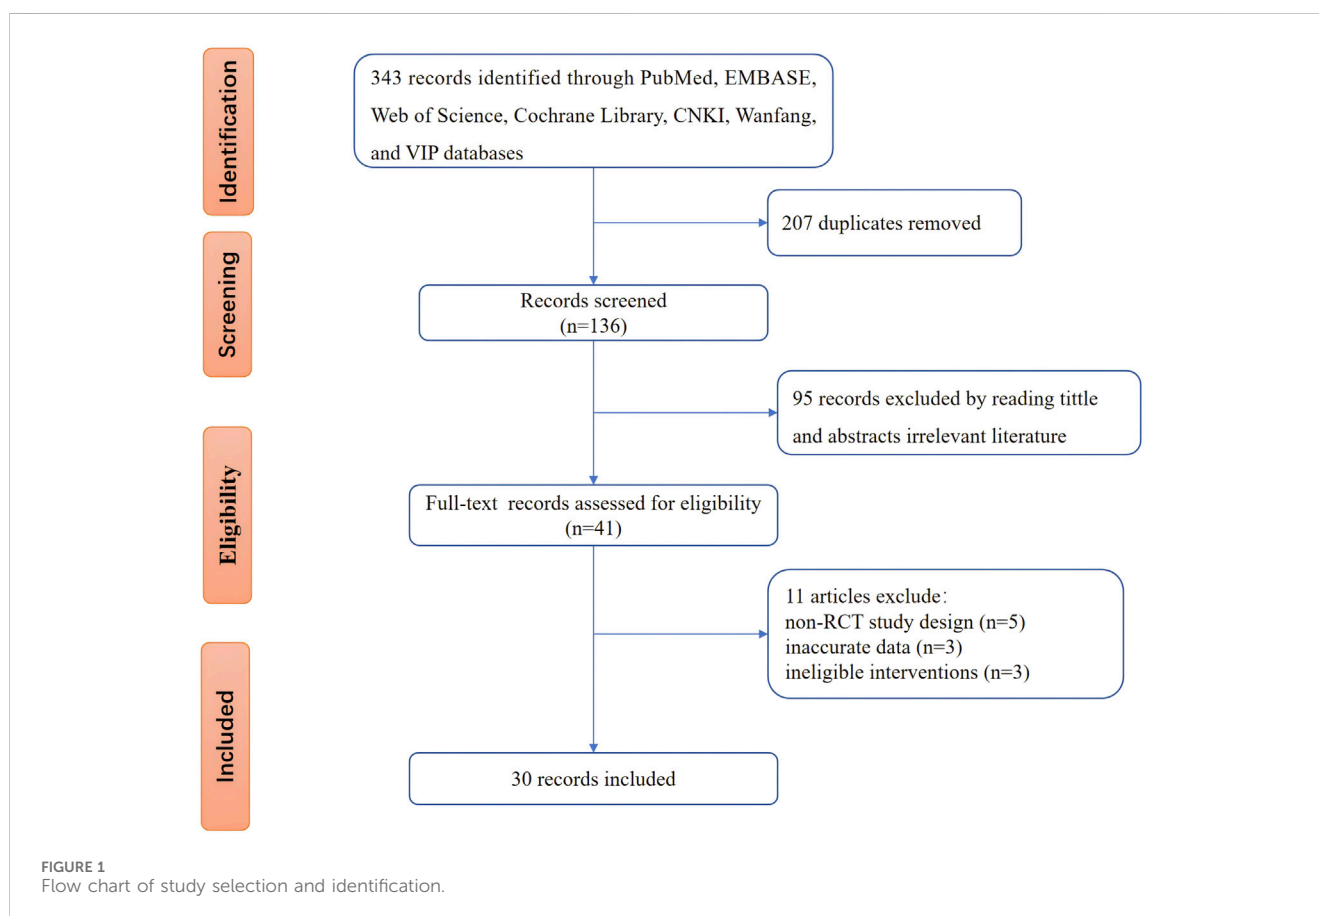 Identification
343 records identified through PubMed, EMBASE,
Web of Science, Cochrane Library, CNKI, Wanfang,
and VIP databases
207 duplicates removed
Screening
Records screened
(n=136)
95 records excluded by reading tittle
and abstracts irrelevant literature
Eligibility
Full-text records assessed for eligibility
(n=41)
11 articles exclude:
non-RCT study design (n=5)
inaccurate data (n=3)
ineligible interventions (n=3)
Included
30 records included
FIGURE 1
Flow chart of study selection and identification.